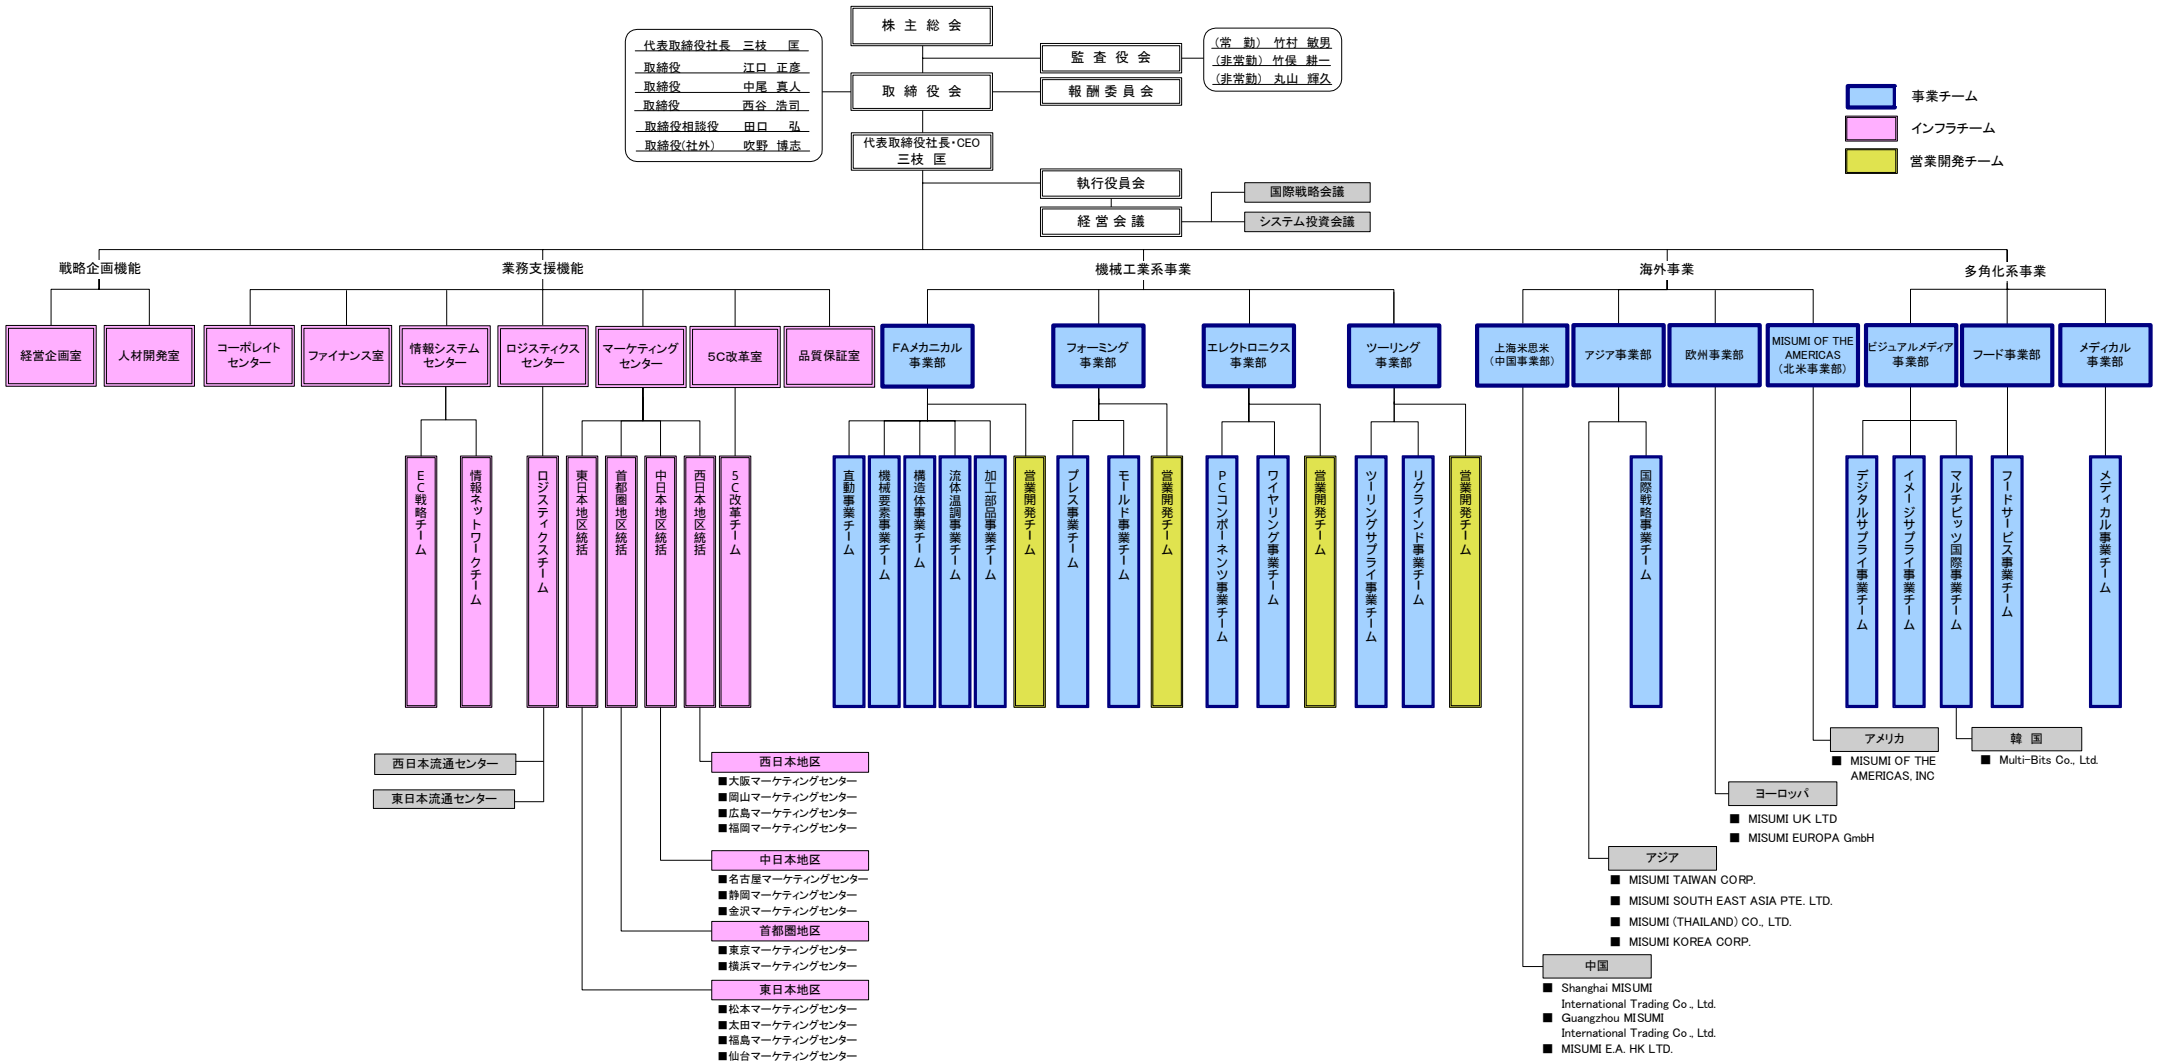 株主総会
代表取締役社長 三枝 匡
取締役 江口 正彦
取締役 中尾 真人
取締役 西谷 浩司
取締役相談役 田口 弘
取締役(社外) 吹野 博志
監査役会
(常 勤) 竹村 敏男
(非常勤) 竹俣 耕一
(非常勤) 丸山 輝久
取締役会
報酬委員会
代表取締役社長・CEO
三枝 匡
執行役員会
経営会議
国際戦略会議
システム投資会議
事業チーム
インフラチーム
営業開発チーム
戦略企画機能
業務支援機能
機械工業系事業
海外事業
多角化系事業
経営企画室
人材開発室
コーポレイト
センター
ファイナンス室
情報システム
センター
ロジスティクス
センター
マーケティング
センター
5C改革室
品質保証室
FAメカニカル
事業部
フォーミング
事業部
エレクトロニクス
事業部
ツーリング
事業部
上海米思米
(中国事業部)
アジア事業部
欧州事業部
MISUMI OF THE
AMERICAS
(北米事業部)
ビジュアルメディア
事業部
フード事業部
メディカル
事業部
EC戦略チーム
情報ネットワークチーム
ロジスティクスチーム
東日本地区統括
首都圏地区統括
中日本地区統括
西日本地区統括
5C改革チーム
直動事業チーム
機械要素事業チーム
構造体事業チーム
流体温調事業チーム
加工部品事業チーム
営業開発チーム
プレス事業チーム
モールド事業チーム
営業開発チーム
PCコンポーネンツ事業チーム
ワイヤリング事業チーム
営業開発チーム
ツーリングサプライ事業チーム
リグラインド事業チーム
営業開発チーム
国際戦略事業チーム
デジタルサプライ事業チーム
イメージサプライ事業チーム
マルチビッツ国際事業チーム
フードサービス事業チーム
メディカル事業チーム
西日本流通センター
東日本流通センター
西日本地区
■大阪マーケティングセンター
■岡山マーケティングセンター
■広島マーケティングセンター
■福岡マーケティングセンター
中日本地区
■名古屋マーケティングセンター
■静岡マーケティングセンター
■金沢マーケティングセンター
首都圏地区
■東京マーケティングセンター
■横浜マーケティングセンター
東日本地区
■松本マーケティングセンター
■太田マーケティングセンター
■福島マーケティングセンター
■仙台マーケティングセンター
アメリカ
■ MISUMI OF THE
AMERICAS, INC
韓 国
■ Multi-Bits Co., Ltd.
ヨーロッパ
■ MISUMI UK LTD
■ MISUMI EUROPA GmbH
アジア
■ MISUMI TAIWAN CORP.
■ MISUMI SOUTH EAST ASIA PTE. LTD.
■ MISUMI (THAILAND) CO., LTD.
■ MISUMI KOREA CORP.
中国
■ Shanghai MISUMI
International Trading Co., Ltd.
■ Guangzhou MISUMI
International Trading Co., Ltd.
■ MISUMI E.A. HK LTD.